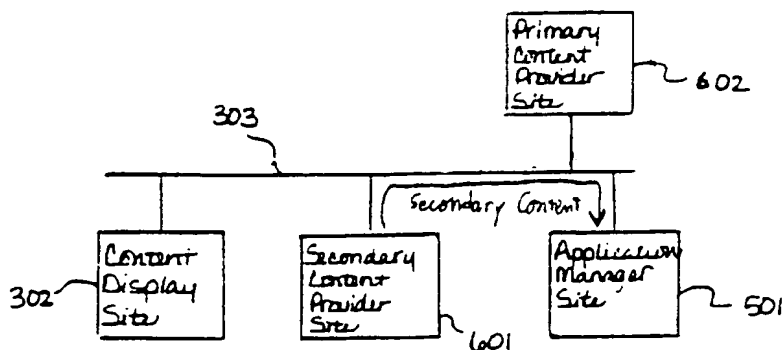 Primary
Content
Provider
Site
602
303
Secondary Content
Content
Display
Site
302
Secondary
Content
Provider
Site
601
Application
Manager
Site
501